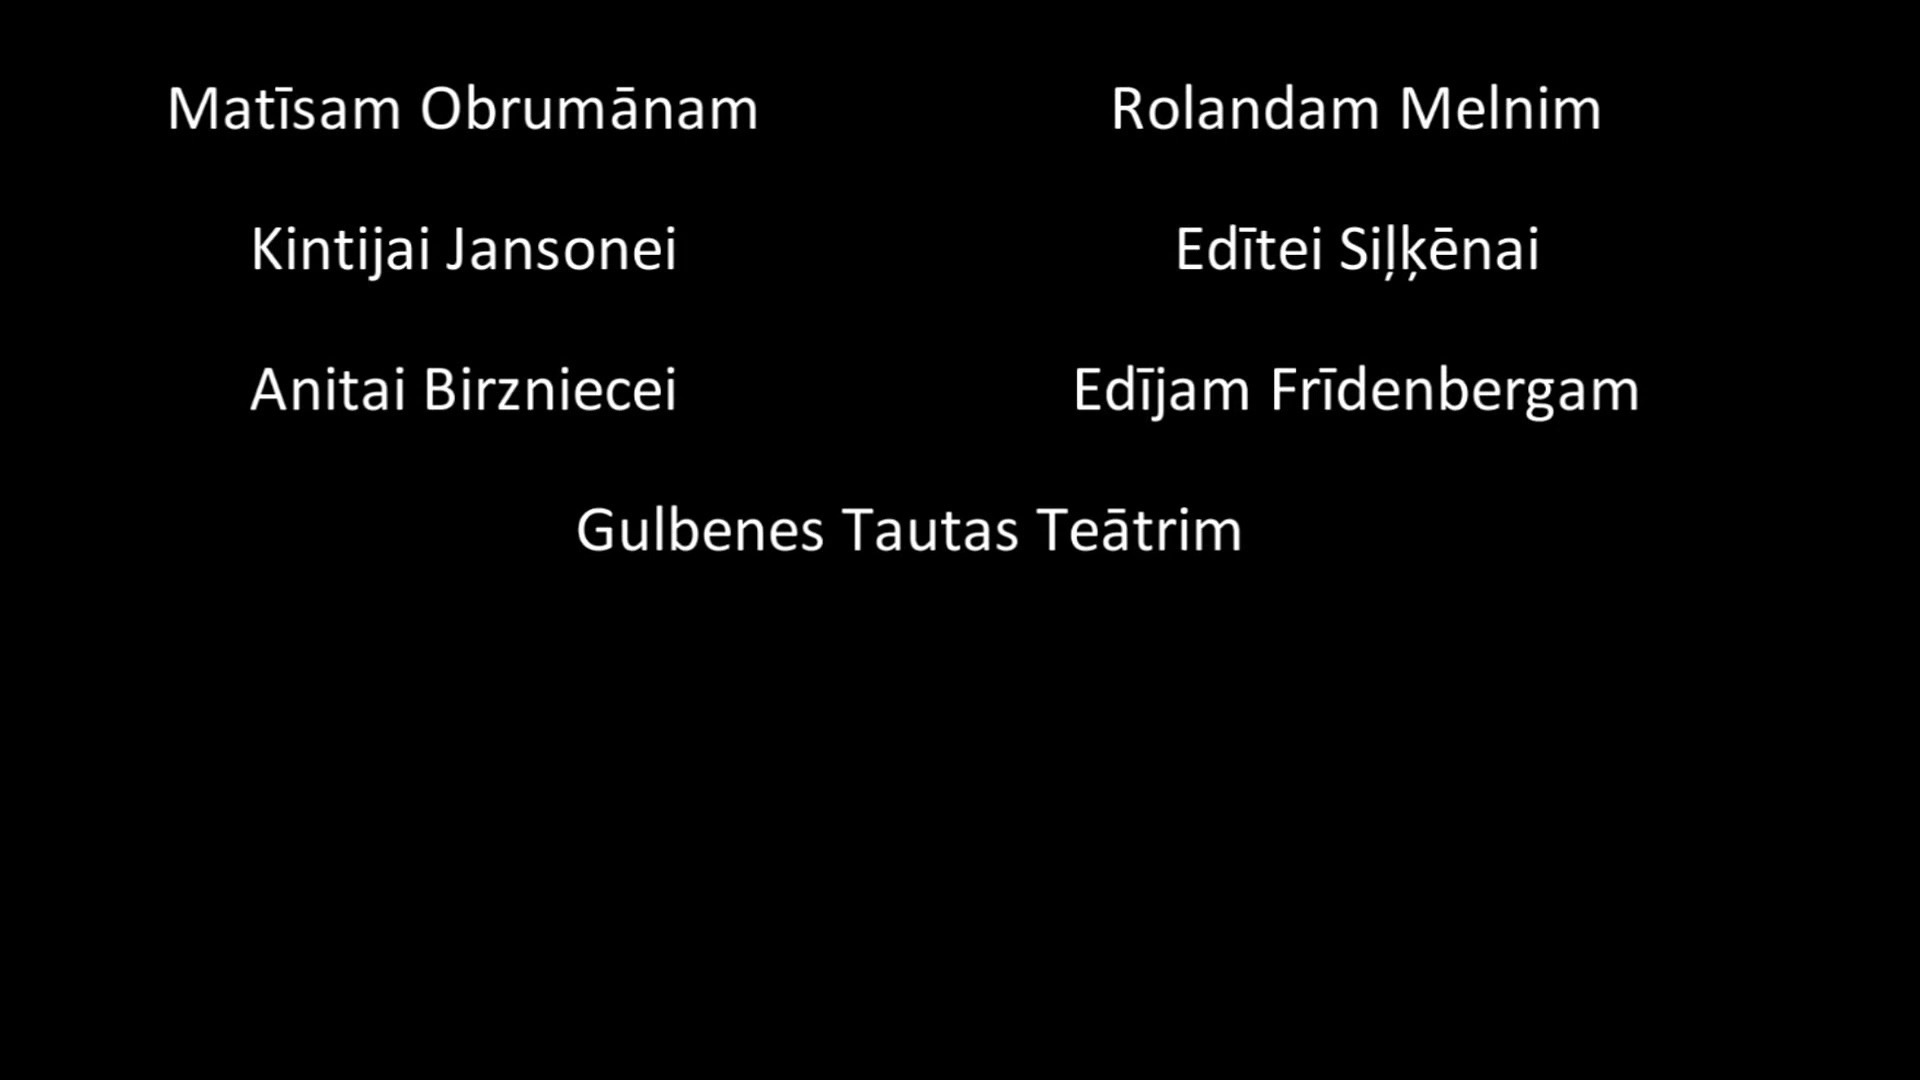 Matīsam Obrumānam
Rolandam Melnim
Kintijai Jansonei
Edītei Siļķēnai
Anitai Birzniecei
Edījam Frīdenbergam
Gulbenes Tautas Teātrim